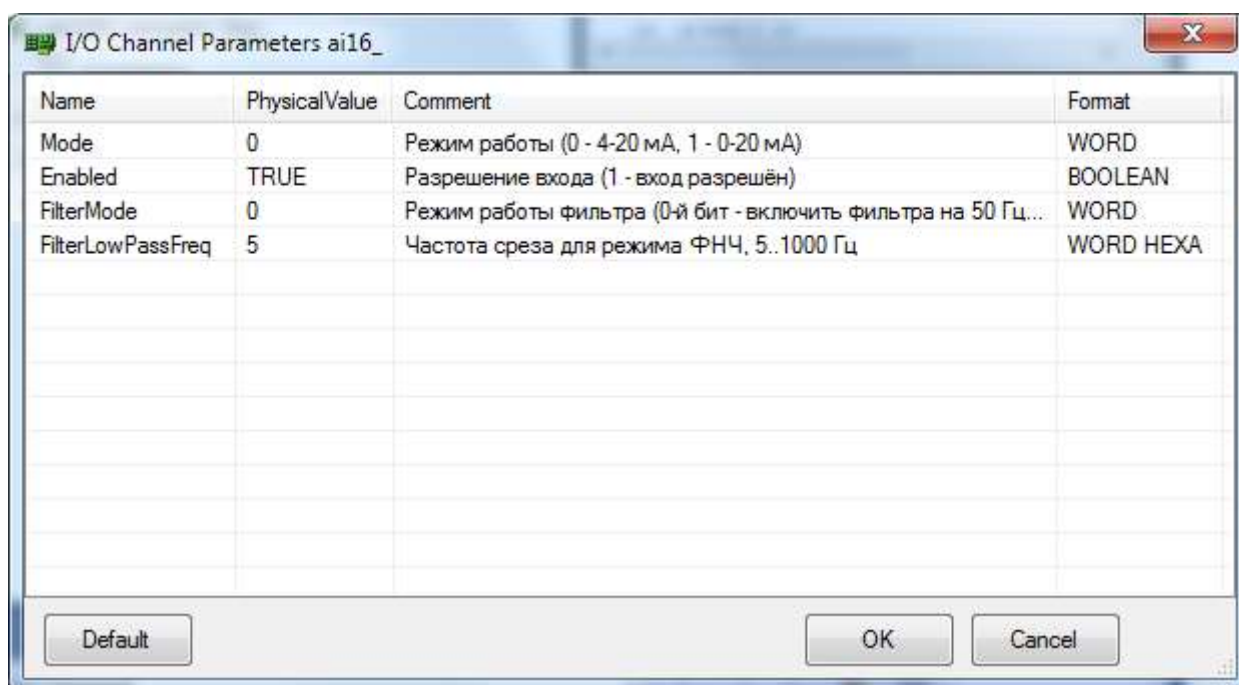 I/O Channel Parameters ai16_
Name PhysicalValue Comment Format
Mode 0 Режим работы (0 - 4-20 мА, 1 - 0-20 мА) WORD
Enabled TRUE Разрешение входа (1 - вход разрешён) BOOLEAN
FilterMode 0 Режим работы фильтра (0-й бит - включить фильтра на 50 Гц... WORD
FilterLowPassFreq 5 Частота среза для режима ФНЧ, 5..1000 Гц WORD HEXA
Default OK Cancel